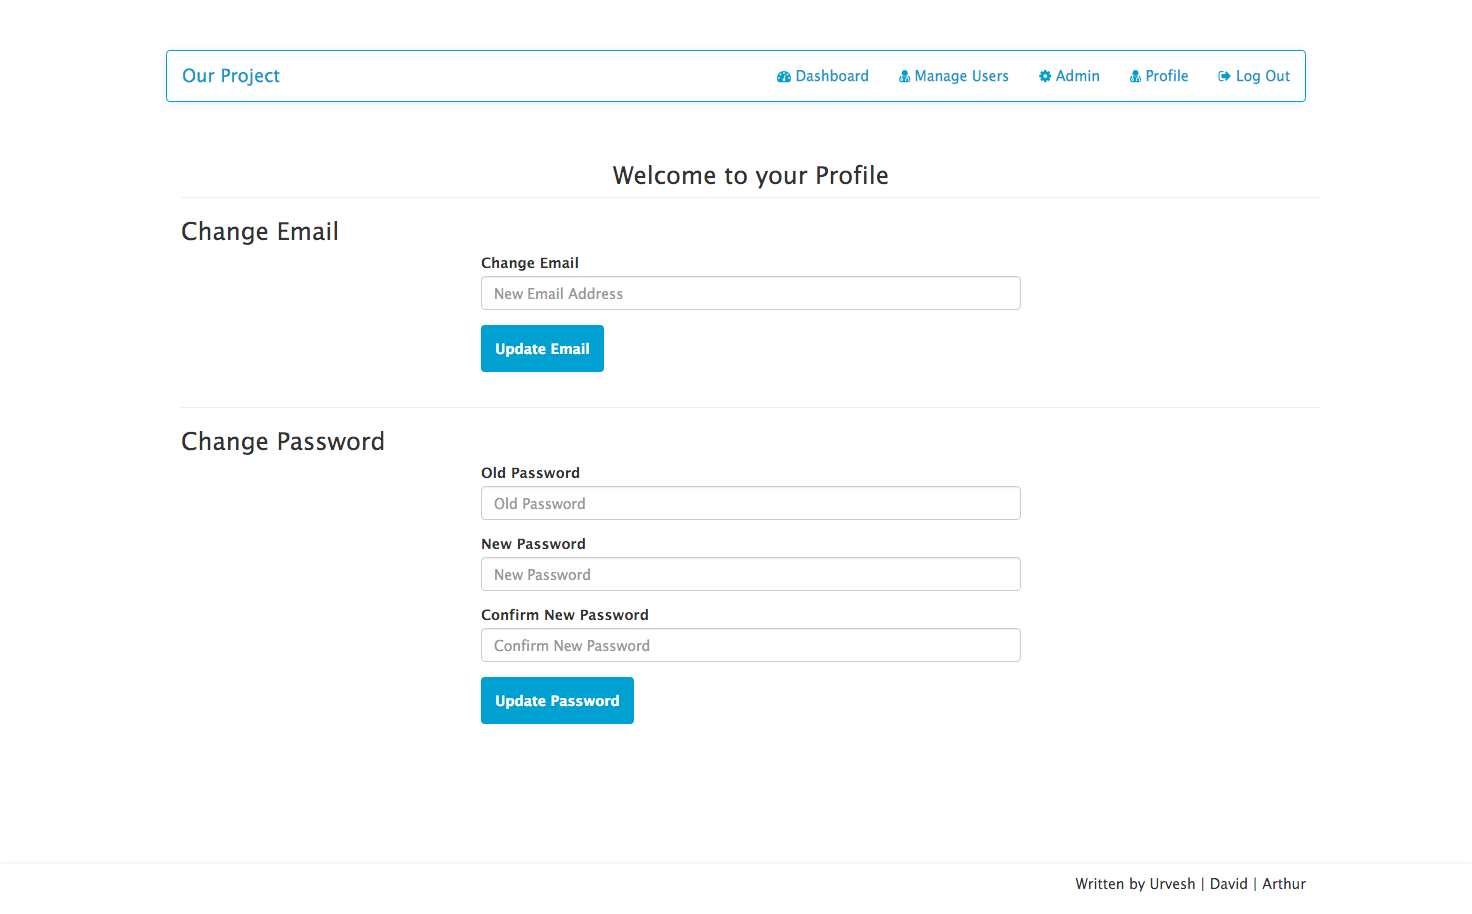 Our Project Dashboard Manage Users Admin Profile Log Out
Welcome to your Profile
Change Email
Change Email
New Email Address
Update Email
Change Password
Old Password
Old Password
New Password
New Password
Confirm New Password
Confirm New Password
Update Password
Written by Urvesh | David | Arthur